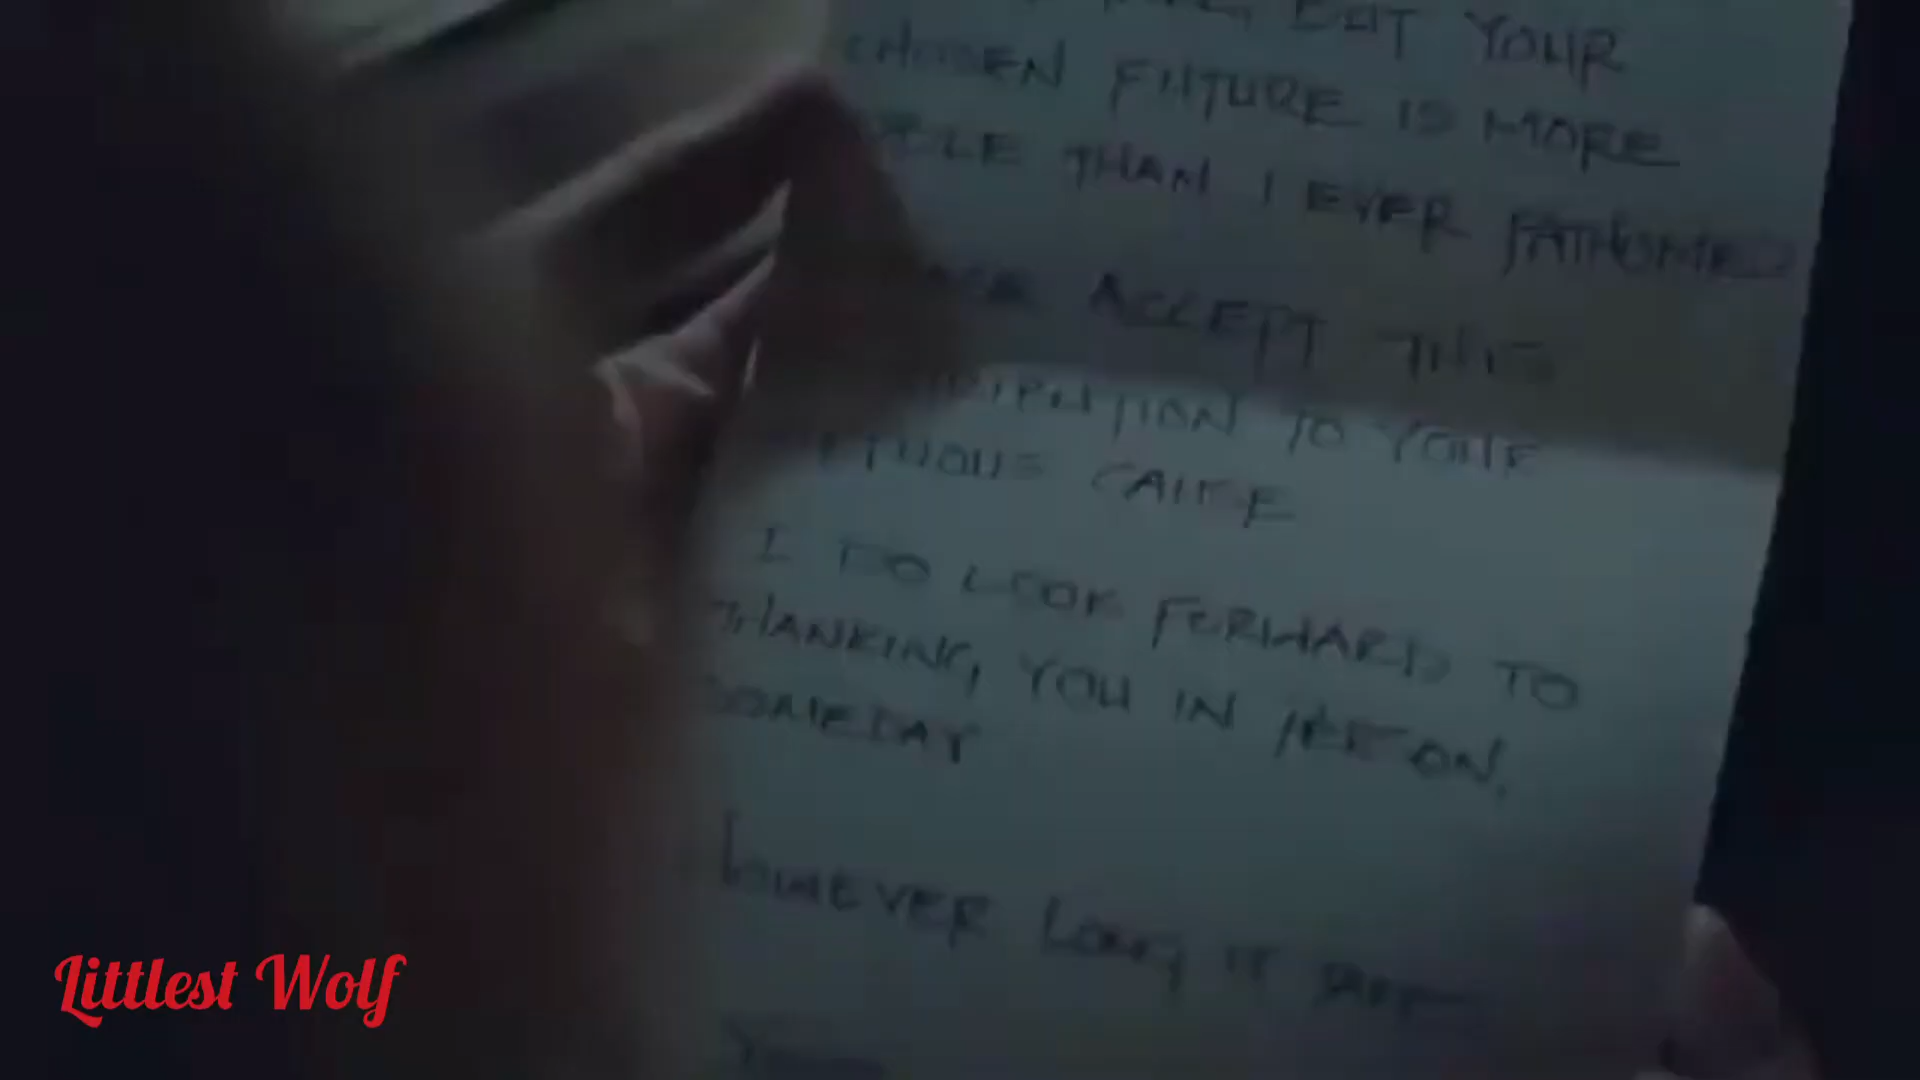 BUT YOUR
CHOSEN FUTURE IS MORE
THAN I EVER FATHOMED
ACCEPT THIS
TO YOUR
CAUSE
I DO LOOK FORWARD TO
THANKING YOU IN PERSON,
SOMEDAY
HOWEVER LONG IT
Littlest Wolf